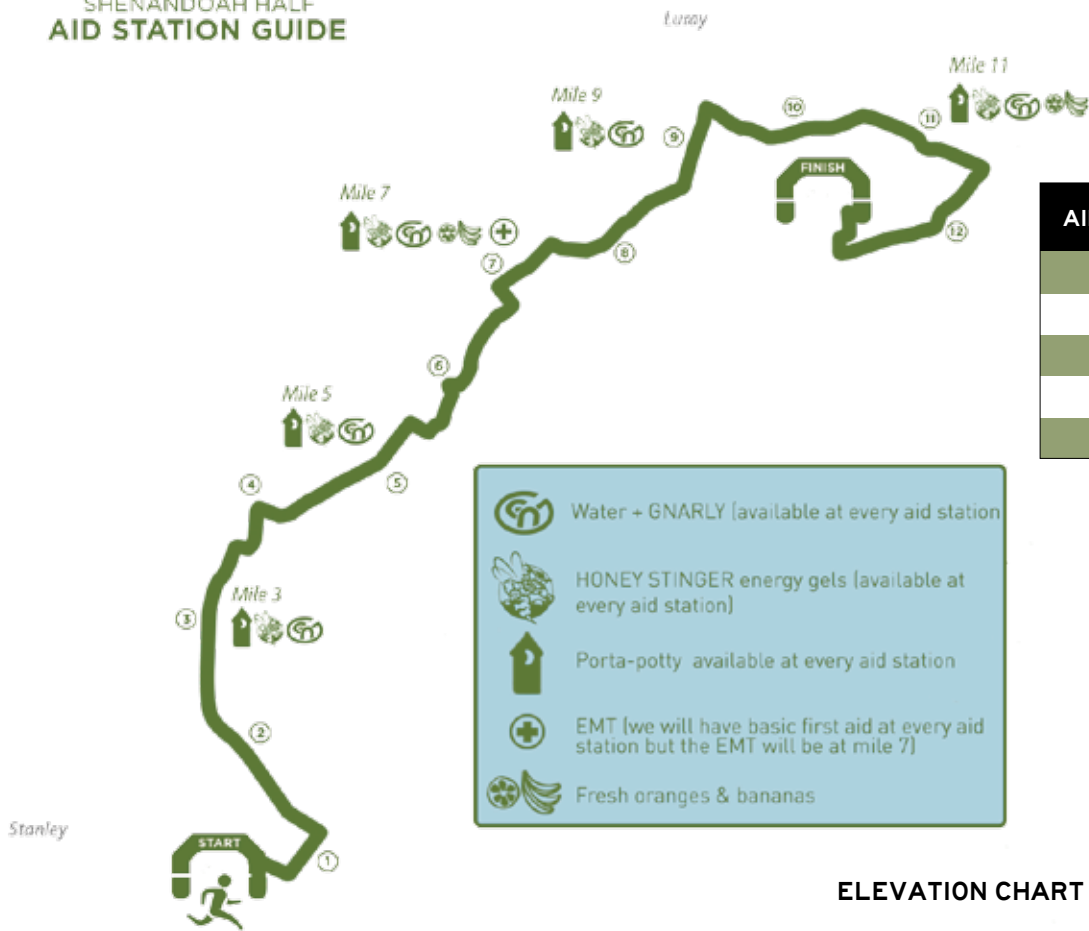 SHENANDOAH HALF
AID STATION GUIDE
Luray
Mile 11
Mile 9
10
11
9
FINISH
Mile 7
AI
12
8
7
6
Mile 5
5
4
Water + GNARLY (available at every aid station
HONEY STINGER energy gels (available at
every aid station)
Porta-potty available at every aid station
EMT (we will have basic first aid at every aid
station but the EMT will be at mile 7)
Fresh oranges & bananas
Mile 3
3
2
Stanley
START
1
ELEVATION CHART